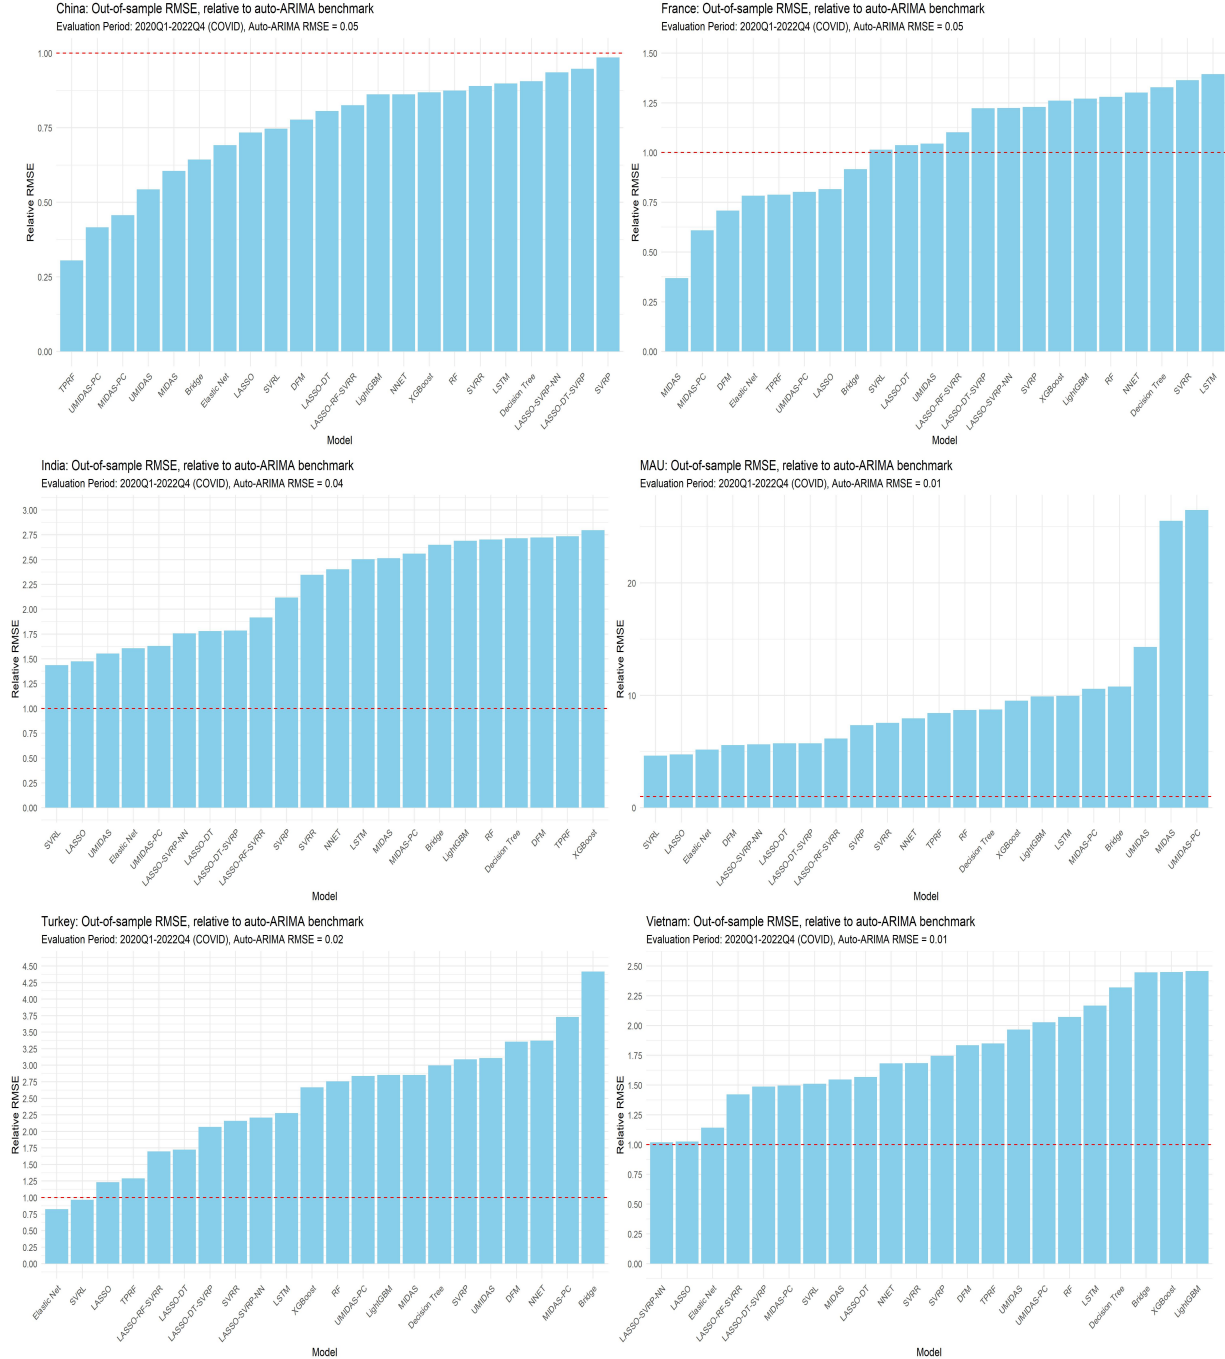 China: Out-of-sample RMSE, relative to auto-ARIMA benchmark
Evaluation Period: 2020Q1-2022Q4 (COVID), Auto-ARIMA RMSE = 0.05
1.00
0.75
0.50
0.25
0.00
Relative RMSE
TPRF
UMIDAS-PC
MIDAS-PC
UMIDAS
MIDAS
Bridge
Elastic Net
LASSO
SVRL
DFM
LASSO-DT
LASSO-RF-SVRR
LightGBM
NNET
XGBoost
RF
SVRR
LSTM
Decision Tree
LASSO-SVRP-NN
LASSO-DT-SVRP
SVRP
Model
France: Out-of-sample RMSE, relative to auto-ARIMA benchmark
Evaluation Period: 2020Q1-2022Q4 (COVID), Auto-ARIMA RMSE = 0.05
1.50
1.25
1.00
0.75
0.50
0.25
0.00
Relative RMSE
MIDAS
MIDAS-PC
DFM
Elastic Net
TPRF
UMIDAS-PC
LASSO
Bridge
SVRL
LASSO-DT
UMIDAS
LASSO-RF-SVRR
LASSO-DT-SVRP
LASSO-SVRP-NN
SVRP
XGBoost
LightGBM
RF
NNET
Decision Tree
SVRR
LSTM
Model
India: Out-of-sample RMSE, relative to auto-ARIMA benchmark
Evaluation Period: 2020Q1-2022Q4 (COVID), Auto-ARIMA RMSE = 0.04
3.00
2.75
2.50
2.25
2.00
1.75
1.50
1.25
1.00
0.75
0.50
0.25
0.00
Relative RMSE
SVRL
LASSO
UMIDAS
Elastic Net
UMIDAS-PC
LASSO-SVRP-NN
LASSO-DT
LASSO-DT-SVRP
LASSO-RF-SVRR
SVRP
SVRR
NNET
LSTM
MIDAS
MIDAS-PC
Bridge
LightGBM
RF
Decision Tree
DFM
TPRF
XGBoost
Model
MAU: Out-of-sample RMSE, relative to auto-ARIMA benchmark
Evaluation Period: 2020Q1-2022Q4 (COVID), Auto-ARIMA RMSE = 0.01
20
10
0
Relative RMSE
SVRL
LASSO
Elastic Net
DFM
LASSO-SVRP-NN
LASSO-DT
LASSO-DT-SVRP
LASSO-RF-SVRR
SVRP
SVRR
NNET
TPRF
RF
Decision Tree
XGBoost
LightGBM
LSTM
MIDAS-PC
Bridge
UMIDAS
MIDAS
UMIDAS-PC
Model
Turkey: Out-of-sample RMSE, relative to auto-ARIMA benchmark
Evaluation Period: 2020Q1-2022Q4 (COVID), Auto-ARIMA RMSE = 0.02
4.50
4.25
4.00
3.75
3.50
3.25
3.00
2.75
2.50
2.25
2.00
1.75
1.50
1.25
1.00
0.75
0.50
0.25
0.00
Relative RMSE
Elastic Net
SVRL
LASSO
TPRF
LASSO-RF-SVRR
LASSO-DT
LASSO-DT-SVRP
SVRR
LASSO-SVRP-NN
LSTM
XGBoost
RF
UMIDAS-PC
LightGBM
MIDAS
Decision Tree
SVRP
UMIDAS
DFM
NNET
MIDAS-PC
Bridge
Model
Vietnam: Out-of-sample RMSE, relative to auto-ARIMA benchmark
Evaluation Period: 2020Q1-2022Q4 (COVID), Auto-ARIMA RMSE = 0.01
2.50
2.25
2.00
1.75
1.50
1.25
1.00
0.75
0.50
0.25
0.00
Relative RMSE
LASSO-SVRP-NN
LASSO
Elastic Net
LASSO-RF-SVRR
LASSO-DT-SVRP
MIDAS-PC
SVRL
MIDAS
LASSO-DT
NNET
SVRR
SVRP
DFM
TPRF
UMIDAS
UMIDAS-PC
RF
LSTM
Decision Tree
Bridge
XGBoost
LightGBM
Model